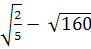 √(2/5) − √160